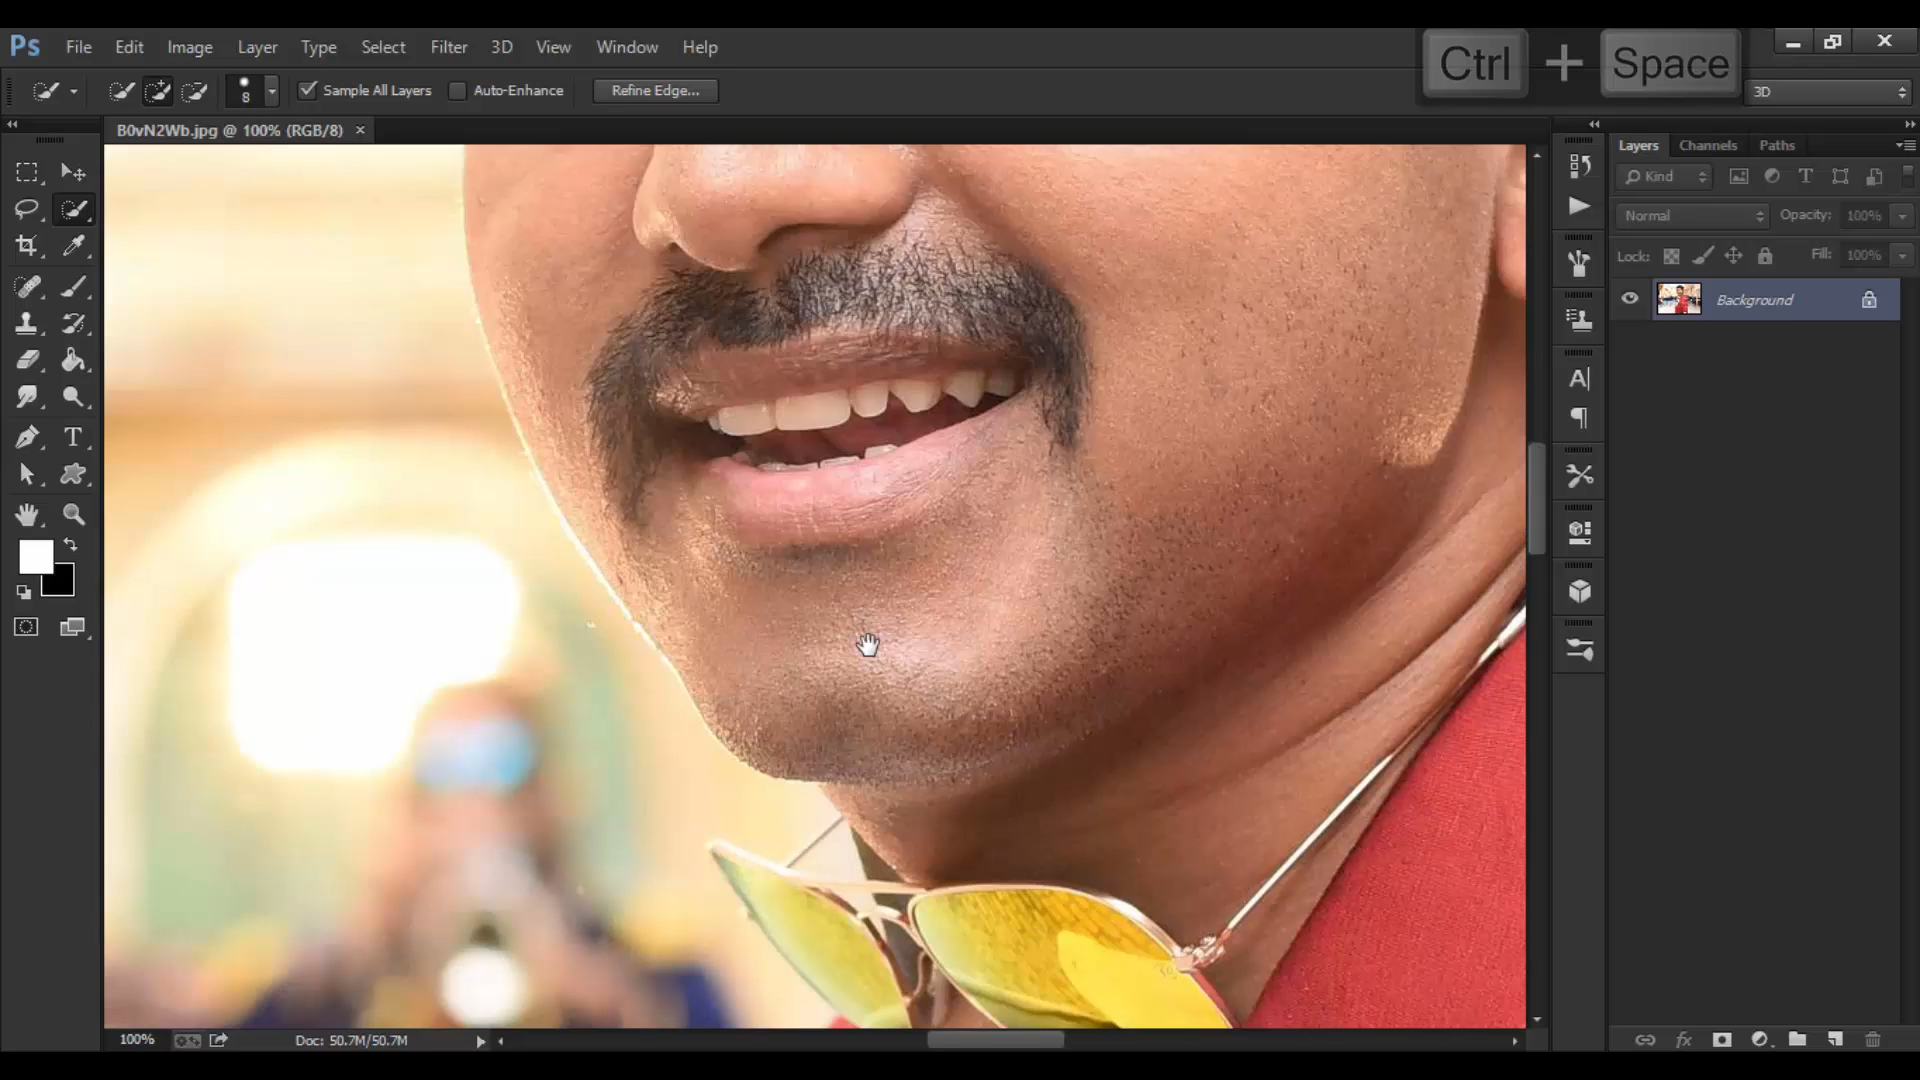 Ps File Edit Image Layer Type Select Filter 3D View Window Help
Ctrl + Space
8 Sample All Layers Auto-Enhance Refine Edge... 3D
B0vN2Wb.jpg @ 100% (RGB/8) ×
Layers Channels Paths
Kind
Normal Opacity: 100%
Lock: Fill: 100%
Background
100% Doc: 50.7M/50.7M